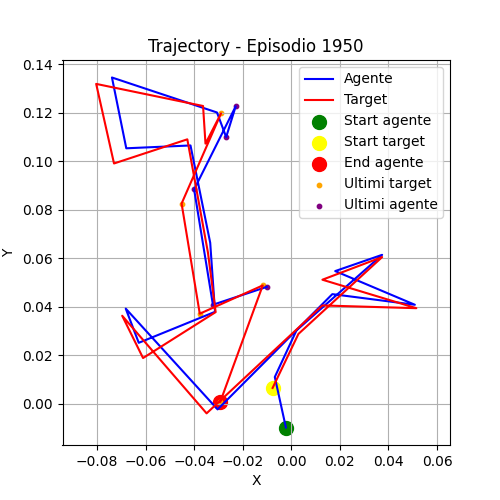 Trajectory - Episodio 1950
0.14
0.12
0.10
0.08
0.06
0.04
0.02
0.00
Y
−0.08
−0.06
−0.04
−0.02
0.00
0.02
0.04
0.06
X
Agente
Target
Start agente
Start target
End agente
Ultimi target
Ultimi agente